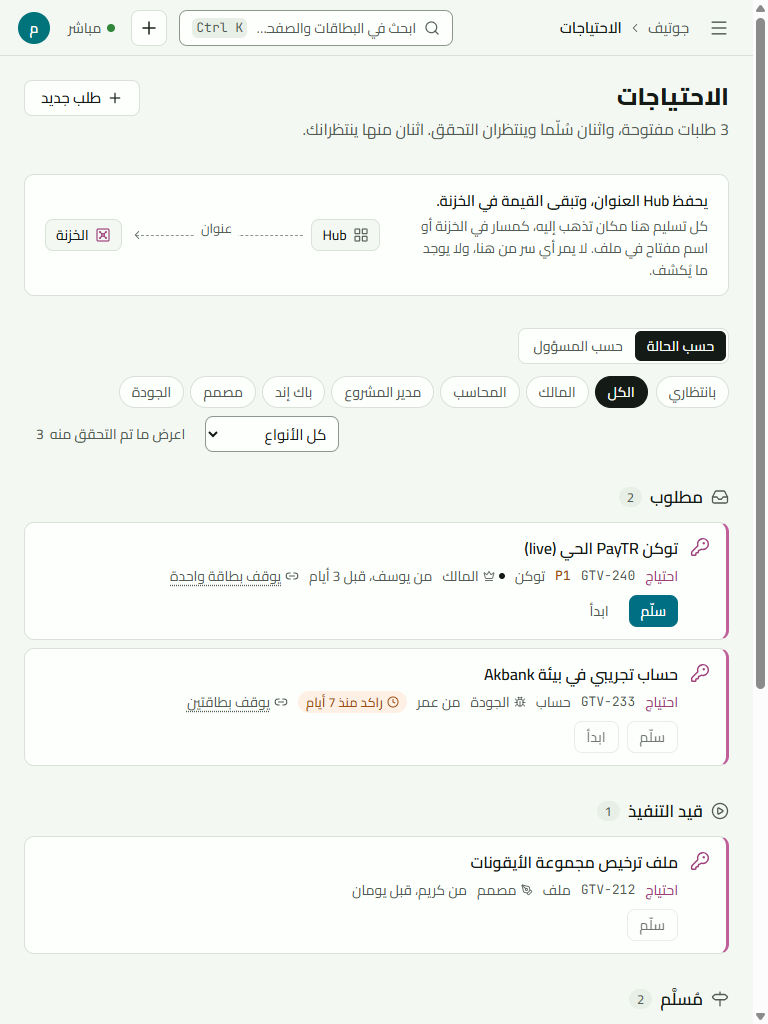 جوتيف
الاحتياجات
ابحث في البطاقات والصفح...
Ctrl K
مباشر
م
الاحتياجات
طلب جديد
3 طلبات مفتوحة، واثنان سُلّما وينتظران التحقق. اثنان منها ينتظرانك.
يحفظ Hub العنوان، وتبقى القيمة في الخزنة.
كل تسليم هنا مكان تذهب إليه، كمسار في الخزنة أو
اسم مفتاح في ملف. لا يمر أي سر من هنا، ولا يوجد
ما يُكشف.
Hub
عنوان
الخزنة
حسب الحالة
حسب المسؤول
بانتظاري
الكل
المالك
المحاسب
مدير المشروع
باك إند
مصمم
الجودة
كل الأنواع
اعرض ما تم التحقق منه 3
مطلوب 2
توكن PayTR الحي (live)
احتياج GTV-240 P1 توكن المالك من يوسف، قبل 3 أيام يوقف بطاقة واحدة
سلّم
ابدأ
حساب تجريبي في بيئة Akbank
احتياج GTV-233 حساب الجودة من عمر راكد منذ 7 أيام يوقف بطاقتين
سلّم
ابدأ
قيد التنفيذ 1
ملف ترخيص مجموعة الأيقونات
احتياج GTV-212 ملف مصمم من كريم، قبل يومان
سلّم
مُسلَّم 2